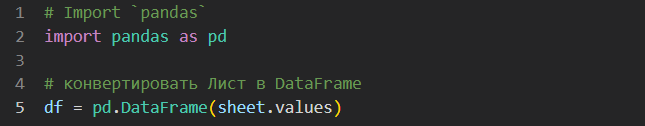 1 # Import `pandas`
2 import pandas as pd
3
4 # конвертировать Лист в DataFrame
5 df = pd.DataFrame(sheet.values)